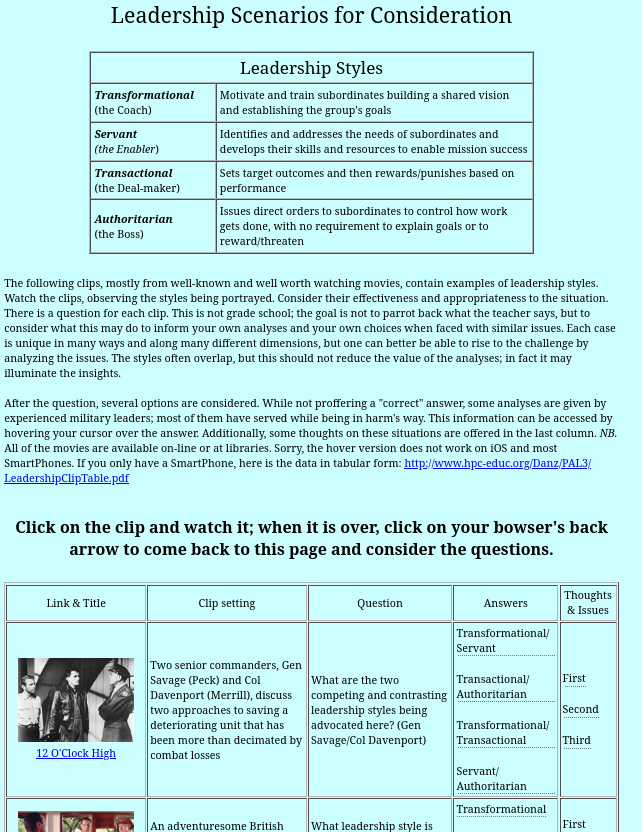 Leadership Scenarios for Consideration
Leadership Styles
Transformational
(the Coach)
Motivate and train subordinates building a shared vision
and establishing the group's goals
Servant
(the Enabler)
Identifies and addresses the needs of subordinates and
develops their skills and resources to enable mission success
Transactional
(the Deal-maker)
Sets target outcomes and then rewards/punishes based on
performance
Authoritarian
(the Boss)
Issues direct orders to subordinates to control how work
gets done, with no requirement to explain goals or to
reward/threaten
The following clips, mostly from well-known and well worth watching movies, contain examples of leadership styles.
Watch the clips, observing the styles being portrayed. Consider their effectiveness and appropriateness to the situation.
There is a question for each clip. This is not grade school; the goal is not to parrot back what the teacher says, but to
consider what this may do to inform your own analyses and your own choices when faced with similar issues. Each case
is unique in many ways and along many different dimensions, but one can better be able to rise to the challenge by
analyzing the issues. The styles often overlap, but this should not reduce the value of the analyses; in fact it may
illuminate the insights.
After the question, several options are considered. While not proffering a "correct" answer, some analyses are given by
experienced military leaders; most of them have served while being in harm's way. This information can be accessed by
hovering your cursor over the answer. Additionally, some thoughts on these situations are offered in the last column. NB.
All of the movies are available on-line or at libraries. Sorry, the hover version does not work on iOS and most
SmartPhones. If you only have a SmartPhone, here is the data in tabular form: http://www.hpc-educ.org/Danz/PAL3/
LeadershipClipTable.pdf
Click on the clip and watch it; when it is over, click on your bowser's back
arrow to come back to this page and consider the questions.
Link & Title
Clip setting
Question
Answers
Thoughts
& Issues
12 O'Clock High
Two senior commanders, Gen
Savage (Peck) and Col
Davenport (Merrill), discuss
two approaches to saving a
deteriorating unit that has
been more than decimated by
combat losses
What are the two
competing and contrasting
leadership styles being
advocated here? (Gen
Savage/Col Davenport)
Transformational/
Servant
Transactional/
Authoritarian
Transformational/
Transactional
Servant/
Authoritarian
First
Second
Third
An adventuresome British
What leadership style is
Transformational
First